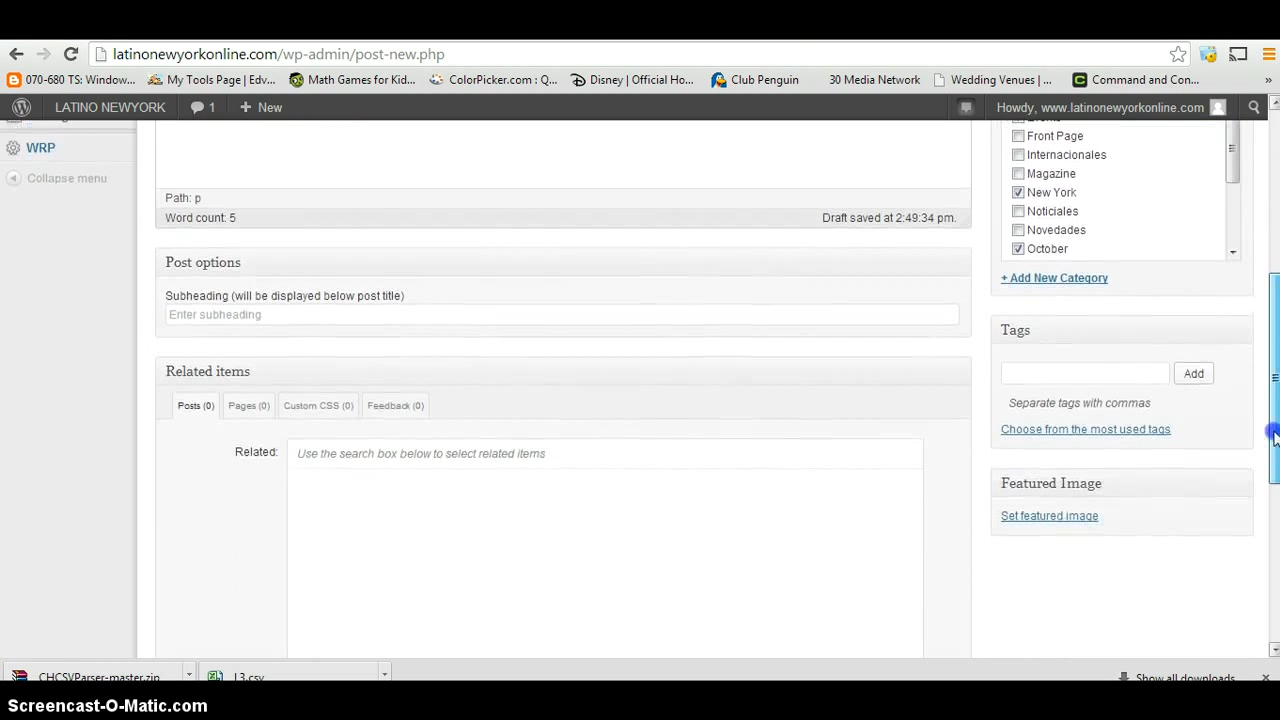 latinonewyorkonline.com/wp-admin/post-new.php
070-680 TS: Window... My Tools Page | Edv... Math Games for Kid... ColorPicker.com : Q... Disney | Official Ho... Club Penguin 30 Media Network Wedding Venues | ... Command and Con... »
LATINO NEWYORK 1 + New Howdy, www.latinonewyorkonline.com
WRP
Collapse menu
Path: p
Word count: 5 Draft saved at 2:49:34 pm.
Post options
Subheading (will be displayed below post title)
Enter subheading
Related items
Posts (0) Pages (0) Custom CSS (0) Feedback (0)
Related: Use the search box below to select related items
Events
Front Page
Internacionales
Magazine
New York
Noticiales
Novedades
October
+ Add New Category
Tags
Add
Separate tags with commas
Choose from the most used tags
Featured Image
Set featured image
CHCSVParser-master.zip L3.csv Show all downloads...
Screencast-O-Matic.com